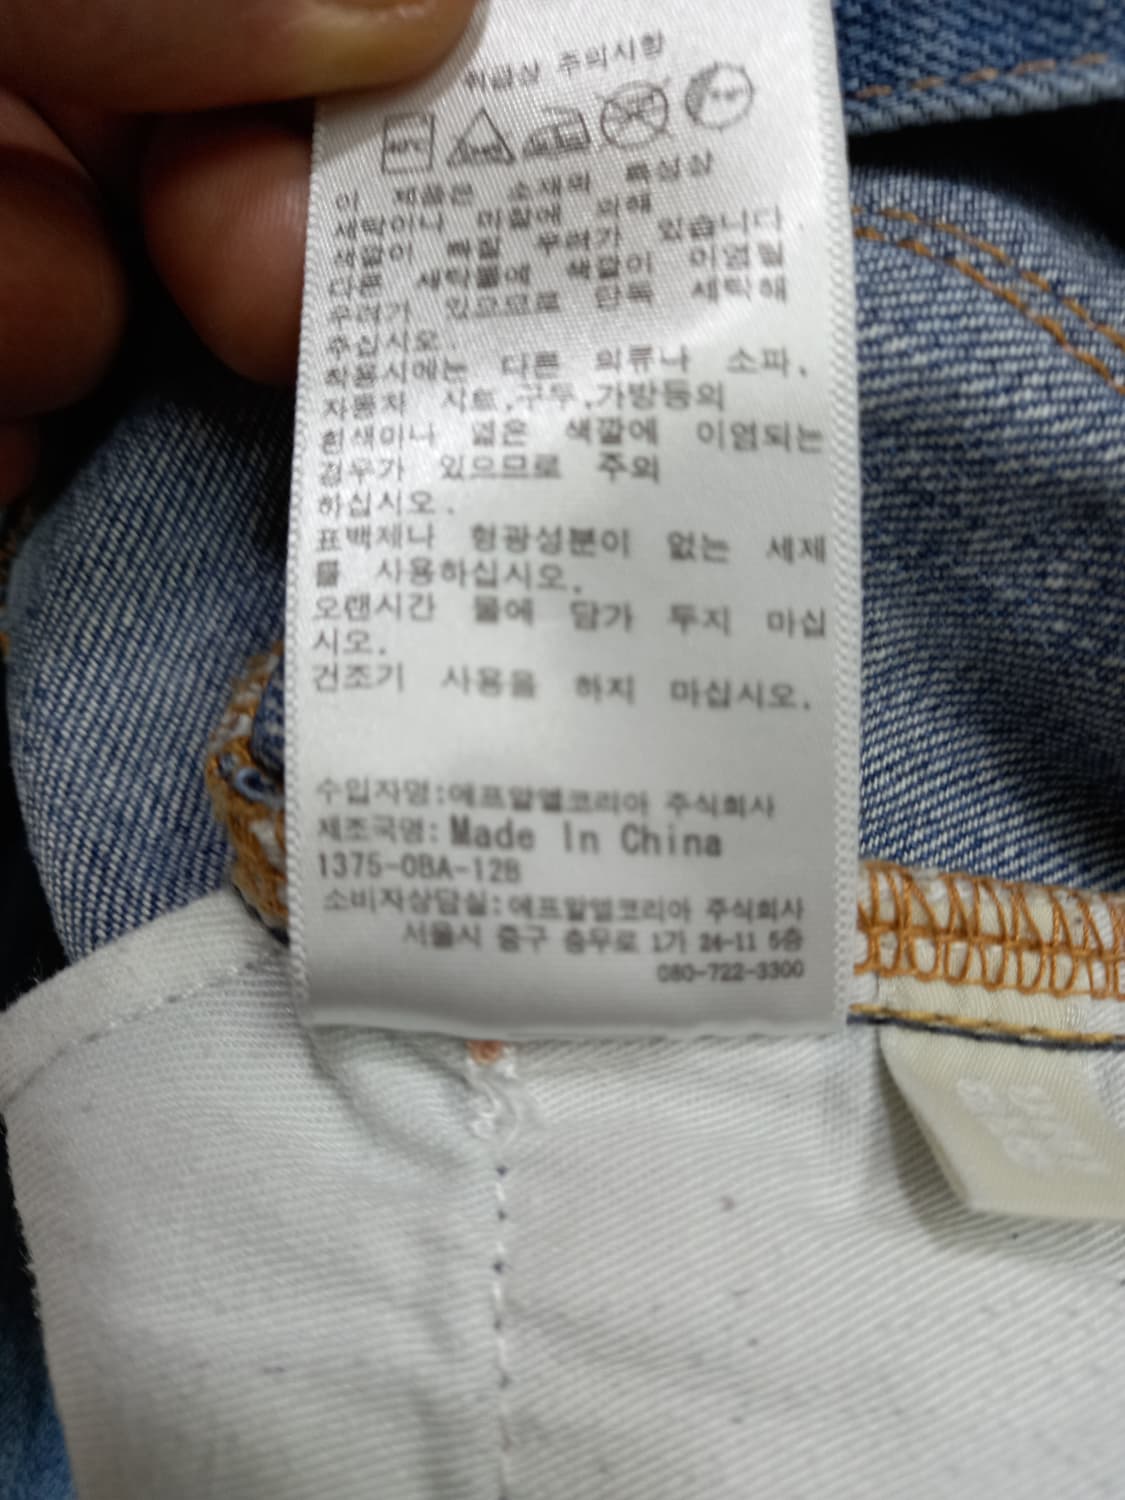 취급상 주의사항
이 제품은 소재의 특성상
세탁이나 마찰에 의해
색깔이 빠질 우려가 있습니다.
다른 세탁물에 색깔이 이염될
우려가 있으므로 단독 세탁해
주십시오.
착용시에는 다른 의류나 소파,
자동차 시트,구두,가방등의
흰색이나 엷은 색깔에 이염되는
경우가 있으므로 주의
하십시오.
표백제나 형광성분이 없는 세제
를 사용하십시오.
오랜시간 물에 담가 두지 마십
시오.
건조기 사용을 하지 마십시오.
수입자명:에프알엘코리아 주식회사
제조국명:Made In China
1375-0BA-12B
소비자상담실:에프알엘코리아 주식회사
서울시 중구 충무로 1가 24-11 5층
080-722-3300